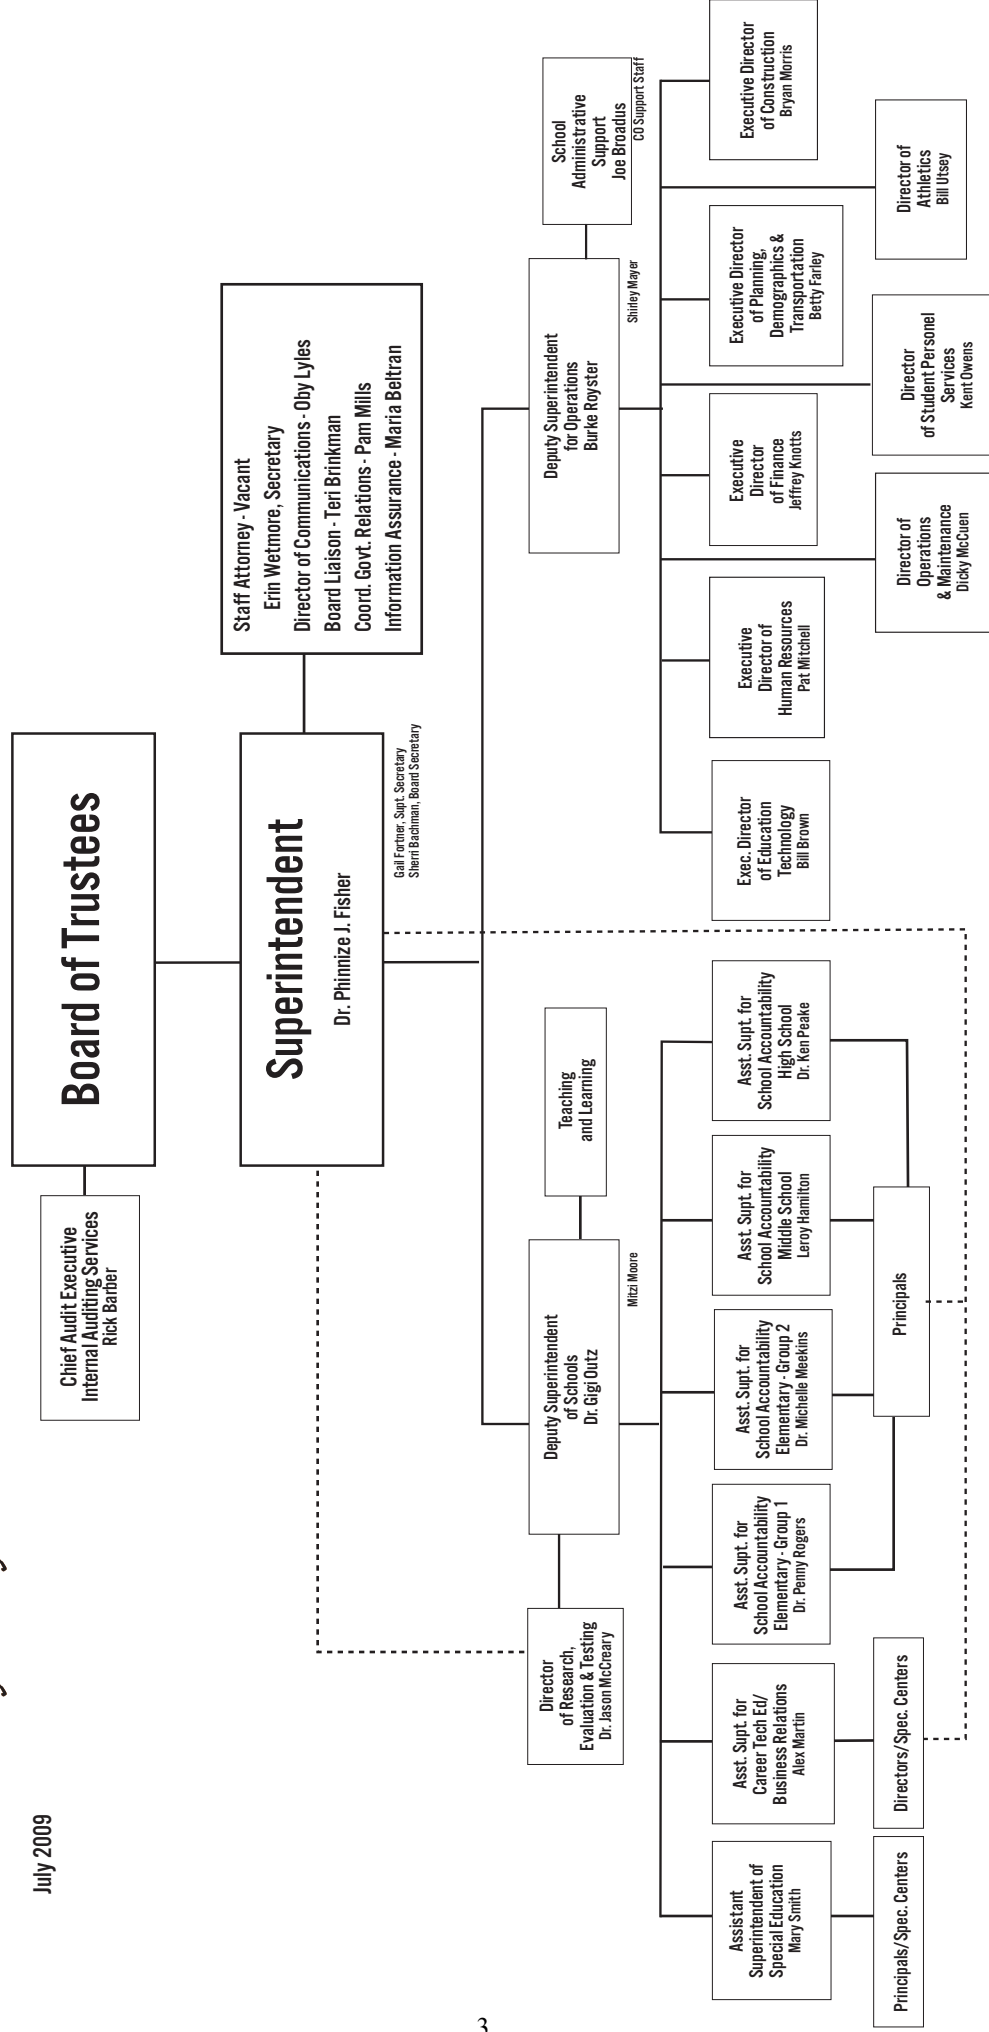 July 2009
Board of Trustees
Chief Audit Executive
Internal Auditing Services
Rick Barber
Superintendent
Dr. Phinnize J. Fisher
Gail Fortner, Supt. Secretary
Sherri Bachman, Board Secretary
Staff Attorney - Vacant
Erin Wetmore, Secretary
Director of Communications - Oby Lyles
Board Liaison - Teri Brinkman
Coord. Govt. Relations - Pam Mills
Information Assurance - Maria Beltran
Director
of Research,
Evaluation & Testing
Dr. Jason McCreary
Deputy Superintendent
of Schools
Dr. Gigi Outz
Mitzi Moore
Teaching
and Learning
Deputy Superintendent
for Operations
Burke Royster
Shirley Mayer
School
Administrative
Support
Joe Broadus
CO Support Staff
Assistant
Superintendent of
Special Education
Mary Smith
Asst. Supt. for
Career Tech Ed/
Business Relations
Alex Martin
Asst. Supt. for
School Accountability
Elementary - Group 1
Dr. Penny Rogers
Asst. Supt. for
School Accountability
Elementary - Group 2
Dr. Michelle Meekins
Asst. Supt. for
School Accountability
Middle School
Leroy Hamilton
Asst. Supt. for
School Accountability
High School
Dr. Ken Peake
Exec. Director
of Education
Technology
Bill Brown
Executive
Director of
Human Resources
Pat Mitchell
Executive
Director
of Finance
Jeffrey Knotts
Executive Director
of Planning,
Demographics &
Transportation
Betty Farley
Executive Director
of Construction
Bryan Morris
Principals/Spec. Centers
Directors/Spec. Centers
Principals
Director of
Operations
& Maintenance
Dicky McCuen
Director
of Student Personel
Services
Kent Owens
Director of
Athletics
Bill Utsey
3